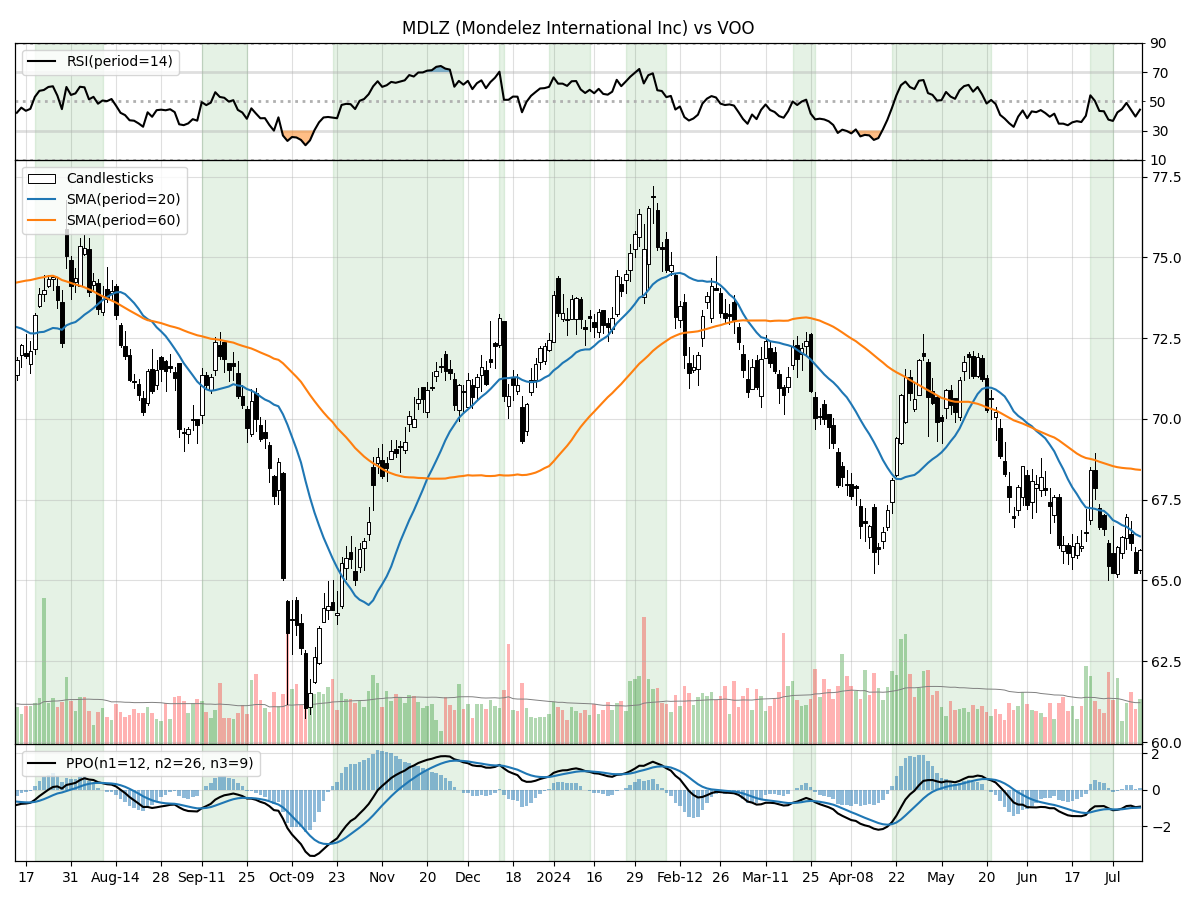 MDLZ (Mondelez International Inc) vs VOO
RSI(period=14)
90
70
50
30
10
Candlesticks
SMA(period=20)
SMA(period=60)
77.5
75.0
72.5
70.0
67.5
65.0
62.5
60.0
PPO(n1=12, n2=26, n3=9)
2
0
−2
17 31 Aug-14 28 Sep-11 25 Oct-09 23 Nov 20 Dec 18 2024 16 29 Feb-12 26 Mar-11 25 Apr-08 22 May 20 Jun 17 Jul